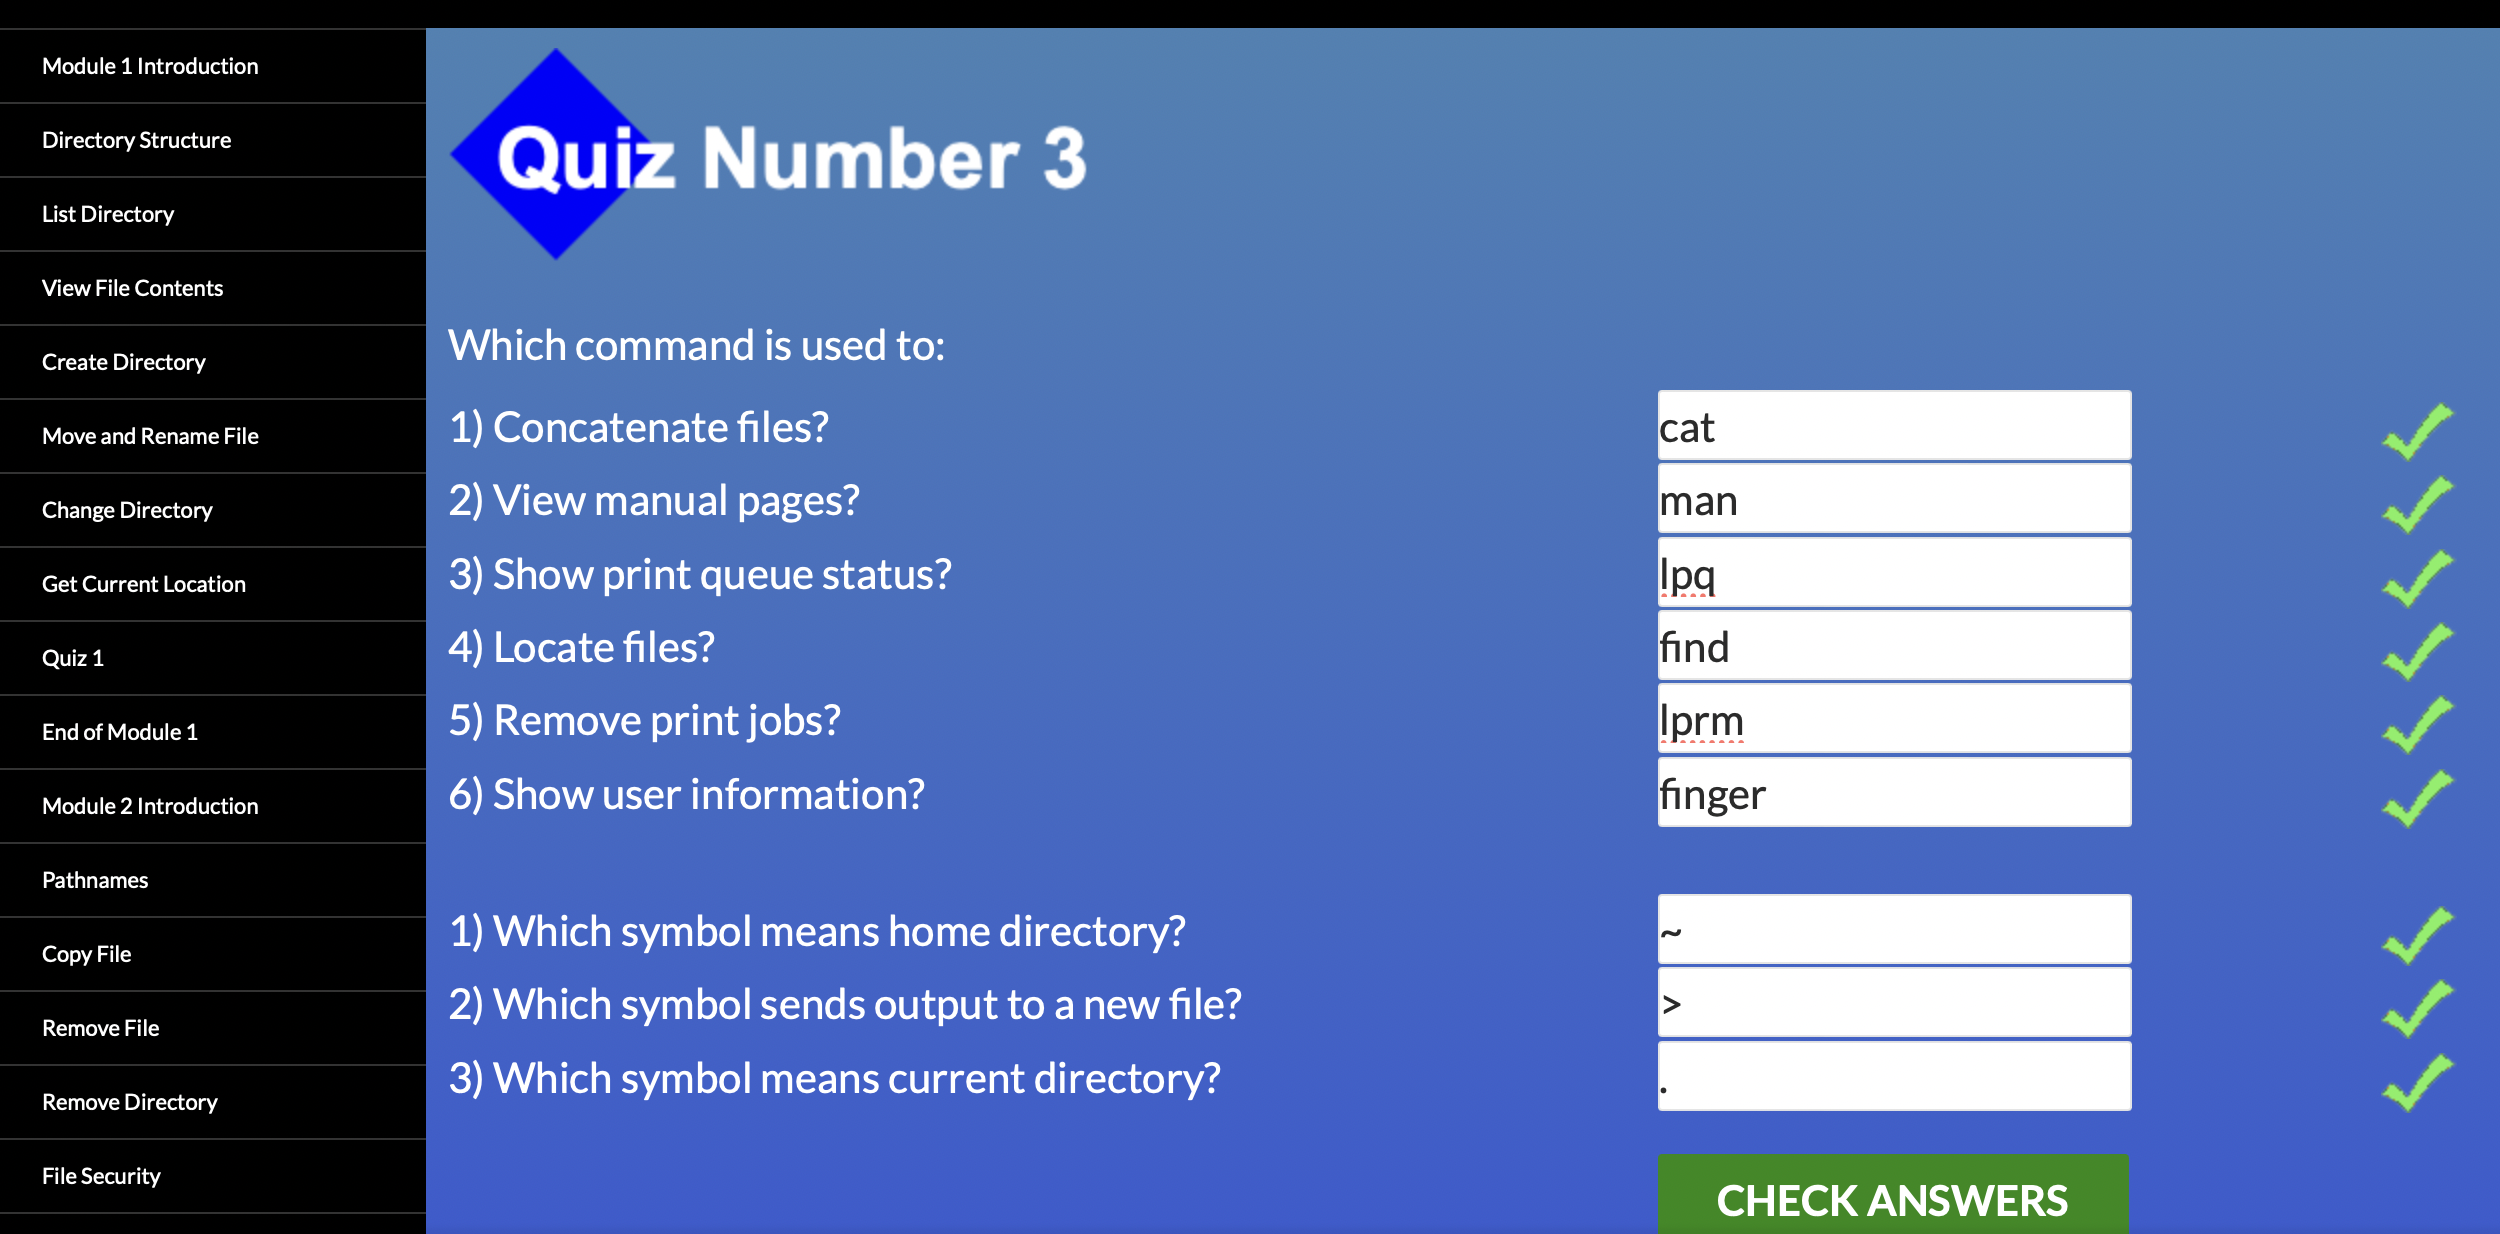 Module 1 Introduction
Directory Structure
List Directory
View File Contents
Create Directory
Move and Rename File
Change Directory
Get Current Location
Quiz 1
End of Module 1
Module 2 Introduction
Pathnames
Copy File
Remove File
Remove Directory
File Security
Quiz Number 3
Which command is used to:
1) Concatenate files? cat
2) View manual pages? man
3) Show print queue status? lpq
4) Locate files? find
5) Remove print jobs? lprm
6) Show user information? finger
1) Which symbol means home directory? ~
2) Which symbol sends output to a new file? >
3) Which symbol means current directory? .
CHECK ANSWERS